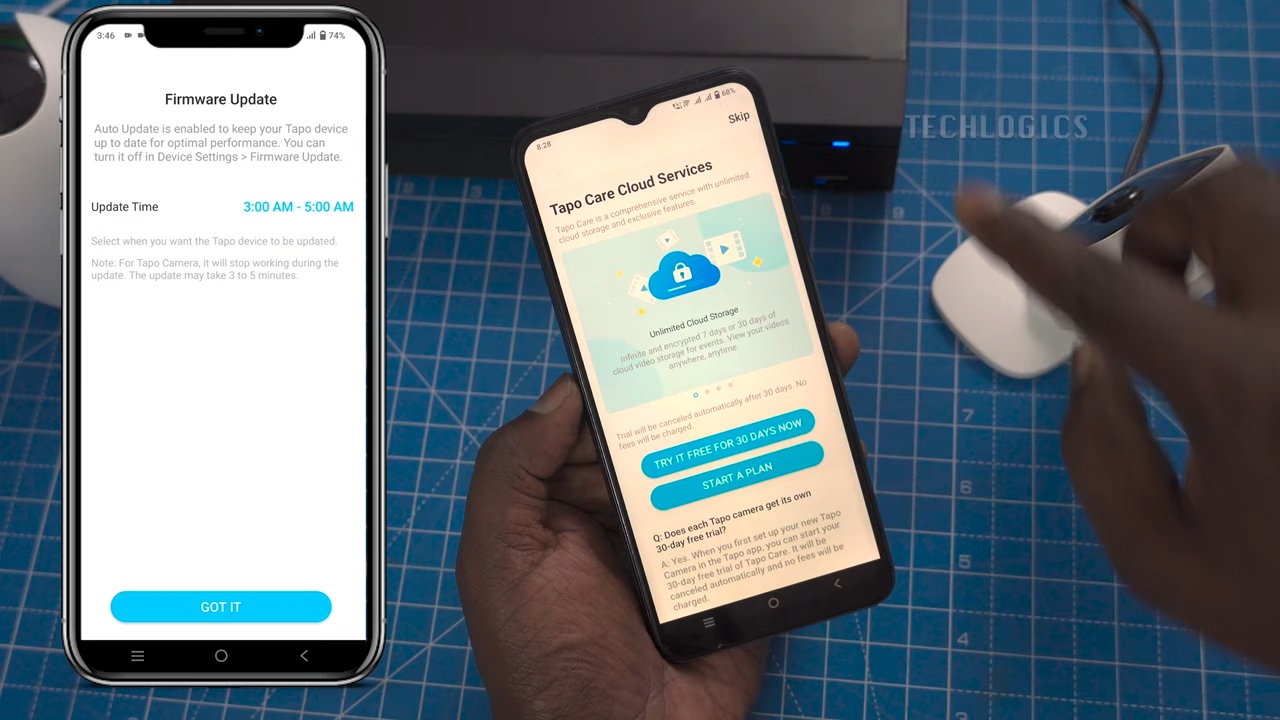 3:46
74%
Firmware Update
Auto Update is enabled to keep your Tapo device
up to date for optimal performance. You can
turn it off in Device Settings > Firmware Update.
Update Time
3:00 AM - 5:00 AM
Select when you want the Tapo device to be updated.
Note: For Tapo Camera, it will stop working during the
update. The update may take 3 to 5 minutes.
GOT IT
8:28
68%
Skip
Tapo Care Cloud Services
Tapo Care is a comprehensive service with unlimited
cloud storage and exclusive features.
Unlimited Cloud Storage
Infinite and encrypted 7 days or 30 days of
cloud video storage for events. View your videos
anywhere, anytime.
Trial will be canceled automatically after 30 days. No
fees will be charged.
TRY IT FREE FOR 30 DAYS NOW
START A PLAN
Q: Does each Tapo camera get its own
30-day free trial?
A: Yes. When you first set up your new Tapo
Camera in the Tapo app, you can start your
30-day free trial of Tapo Care. It will be
canceled automatically and no fees will be
charged.
TECHLOGICS
9
7
6
5
4